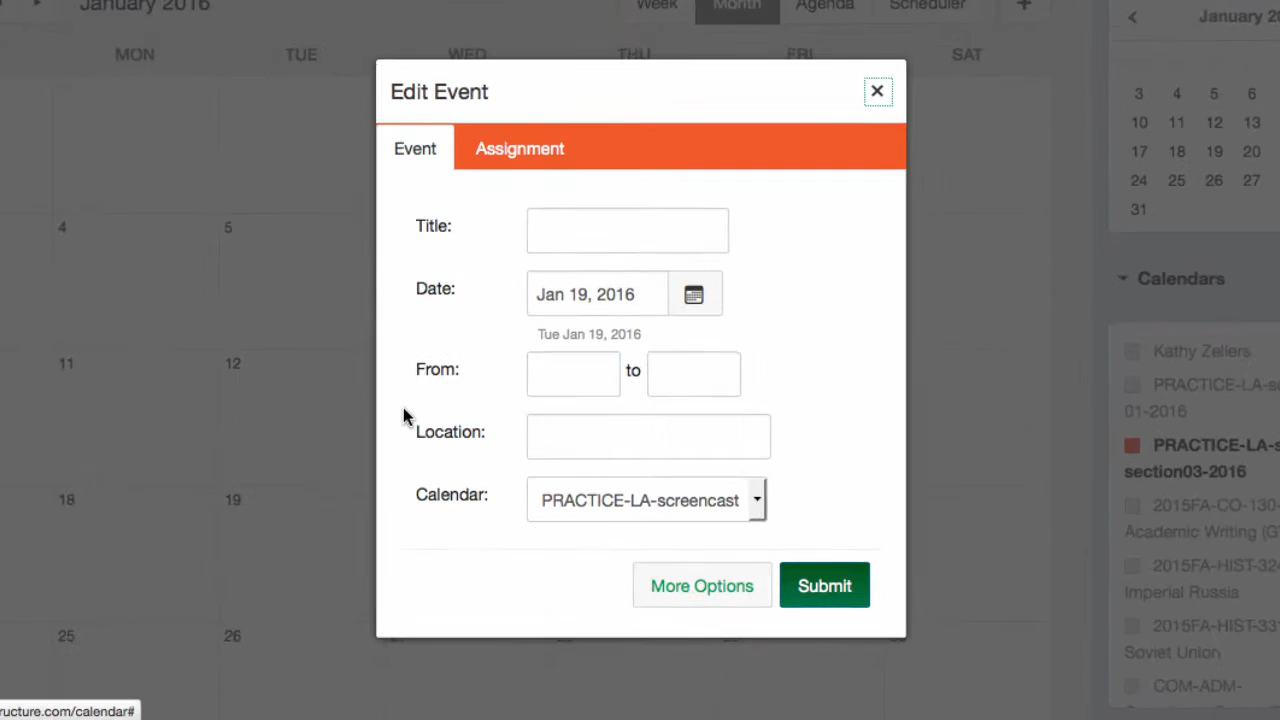 January 2016
Week
Month
Agenda
Scheduler
+
January 20
MON
TUE
WED
THU
FRI
SAT
Edit Event
Event
Assignment
Title:
Date:
Jan 19, 2016
Tue Jan 19, 2016
From:
to
Location:
Calendar:
PRACTICE-LA-screencast
More Options
Submit
4
5
11
12
18
19
25
26
3 4 5 6
10 11 12 13
17 18 19 20
24 25 26 27
31
Calendars
Kathy Zellers
PRACTICE-LA-sc
01-2016
PRACTICE-LA-s
section03-2016
2015FA-CO-130-
Academic Writing (G
2015FA-HIST-32
Imperial Russia
2015FA-HIST-33
Soviet Union
COM-ADM-
ructure.com/calendar#